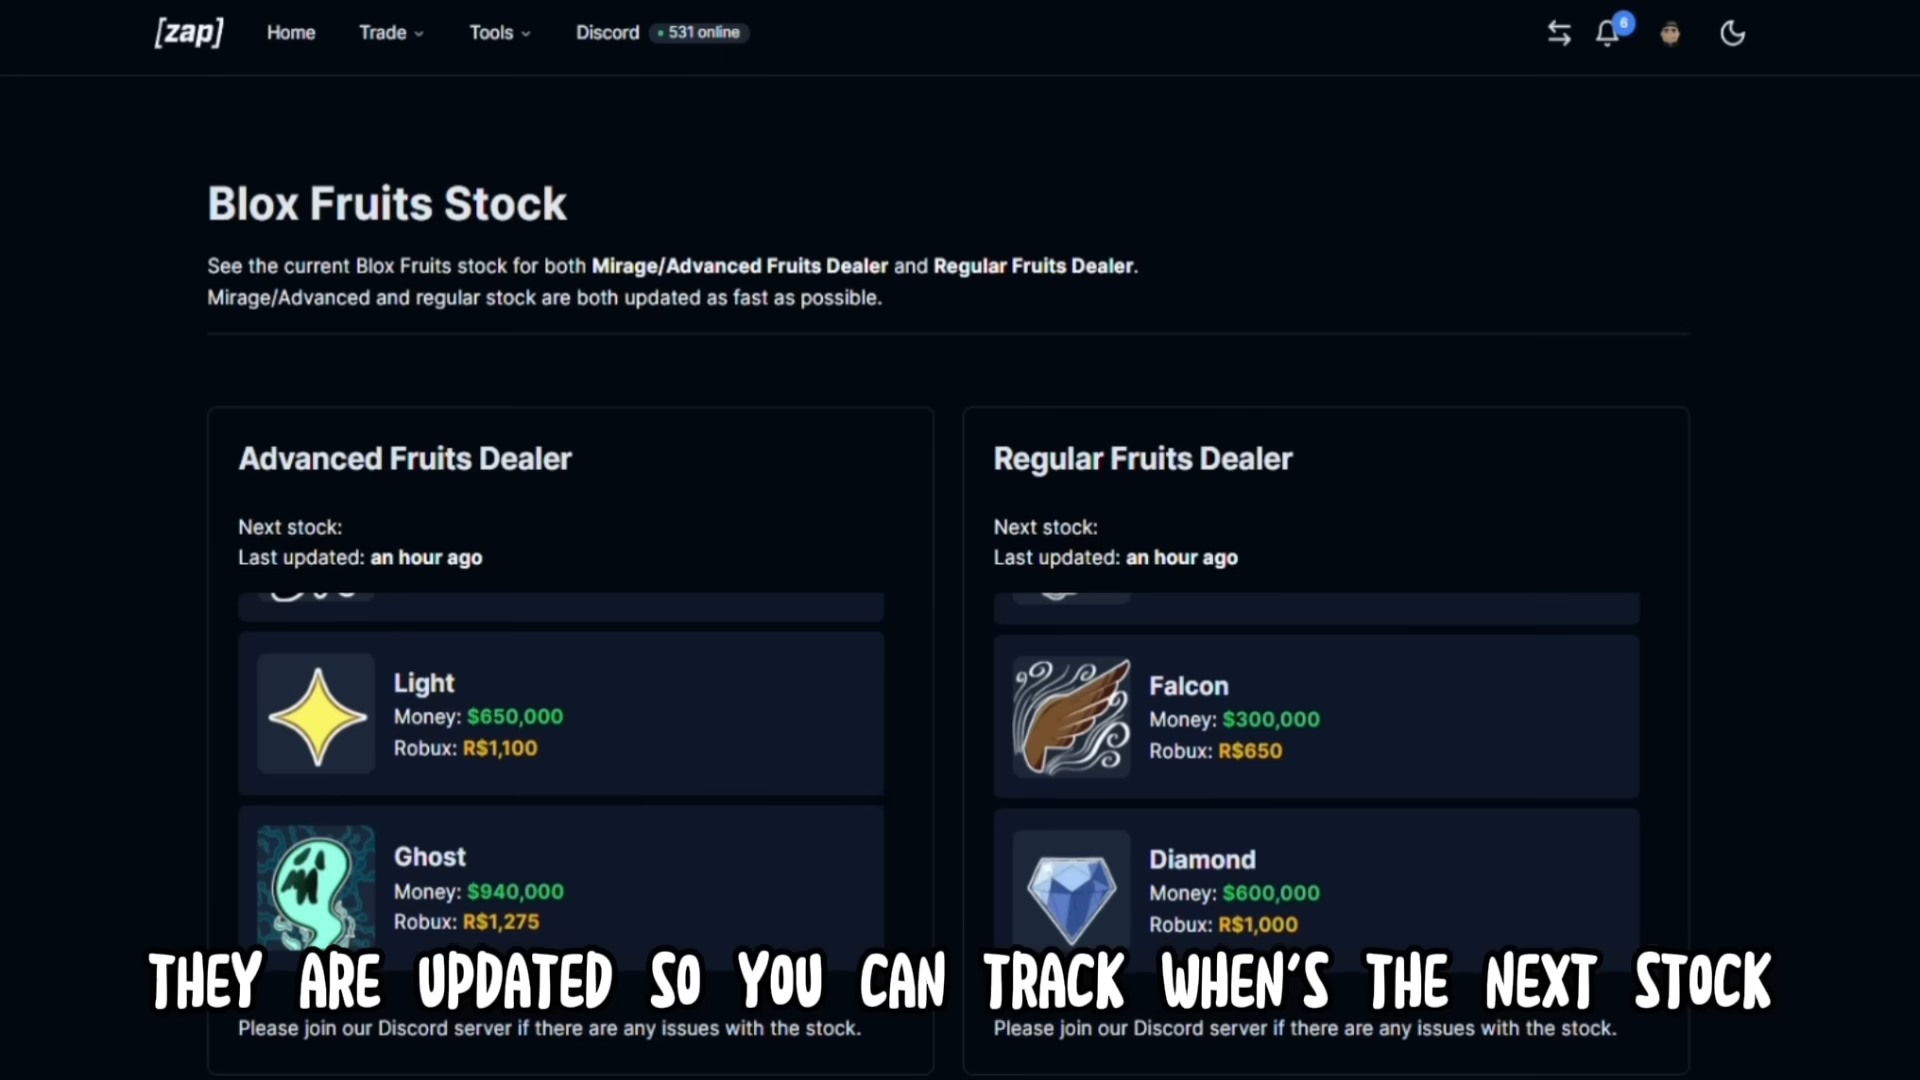 [zap] Home Trade Tools Discord 531 online 6
Blox Fruits Stock
See the current Blox Fruits stock for both Mirage/Advanced Fruits Dealer and Regular Fruits Dealer.
Mirage/Advanced and regular stock are both updated as fast as possible.
Advanced Fruits Dealer
Next stock:
Last updated: an hour ago
Light
Money: $650,000
Robux: R$1,100
Ghost
Money: $940,000
Robux: R$1,275
Please join our Discord server if there are any issues with the stock.
Regular Fruits Dealer
Next stock:
Last updated: an hour ago
Falcon
Money: $300,000
Robux: R$650
Diamond
Money: $600,000
Robux: R$1,000
Please join our Discord server if there are any issues with the stock.
THEY ARE UPDATED SO YOU CAN TRACK WHEN'S THE NEXT STOCK